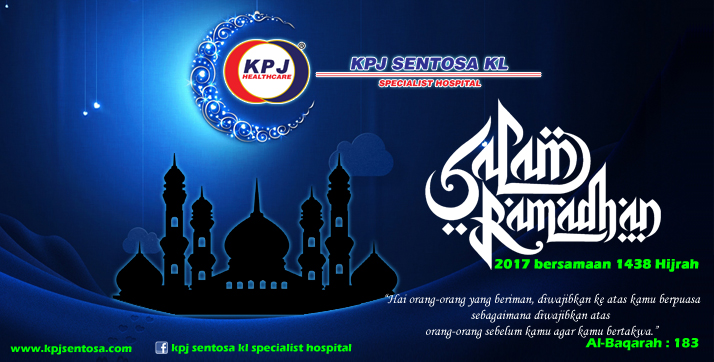 KPJ
HEALTHCARE
®
KPJ SENTOSA KL
SPECIALIST HOSPITAL
Salam
Ramadhan
2017 bersamaan 1438 Hijrah
"Hai orang-orang yang beriman, diwajibkan ke atas kamu berpuasa
sebagaimana diwajibkan atas
orang-orang sebelum kamu agar kamu bertakwa."
Al-Baqarah : 183
www.kpjsentosa.com
f kpj sentosa kl specialist hospital